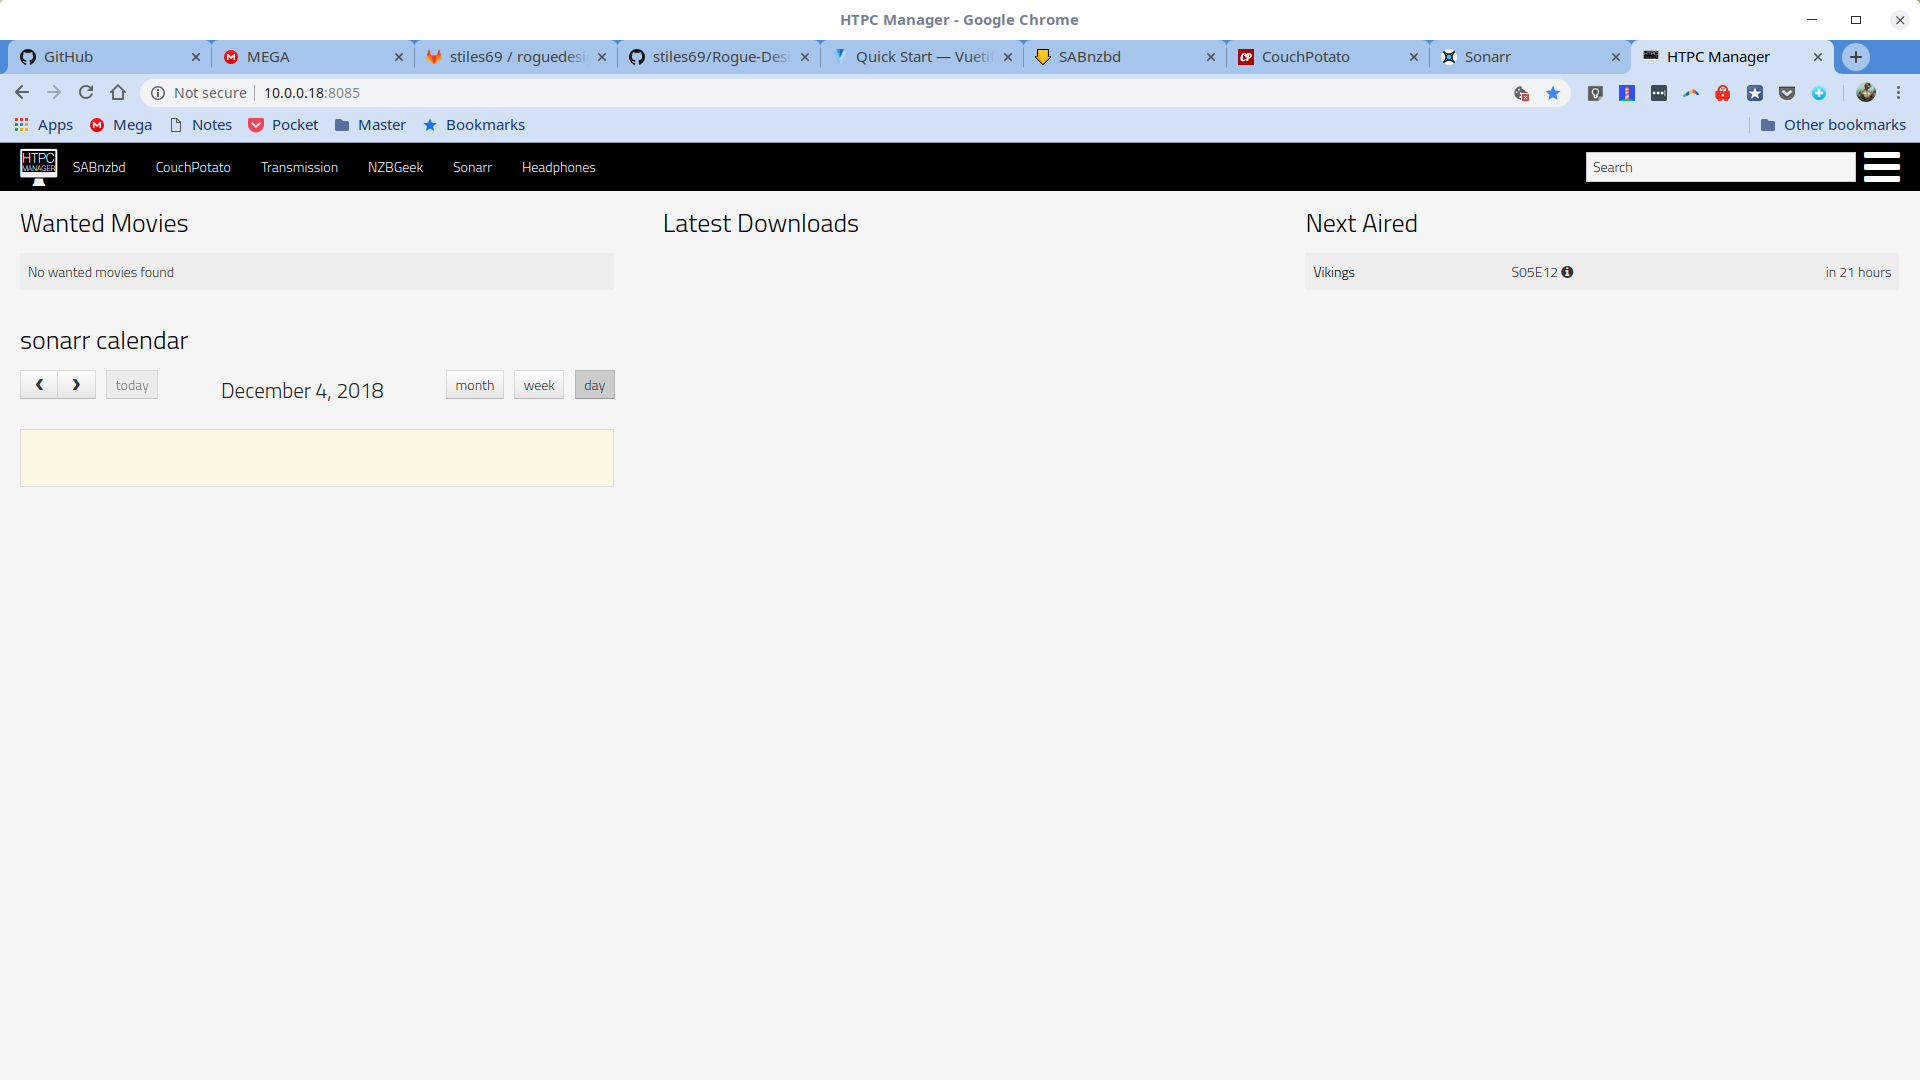 HTPC Manager - Google Chrome
GitHub
MEGA
stiles69 / roguedesi
stiles69/Rogue-Desi
Quick Start — Vuetif
SABnzbd
CouchPotato
Sonarr
HTPC Manager
Not secure
10.0.0.18:8085
Apps
Mega
Notes
Pocket
Master
Bookmarks
Other bookmarks
HTPC
MANAGER
SABnzbd
CouchPotato
Transmission
NZBGeek
Sonarr
Headphones
Search
Wanted Movies
No wanted movies found
Latest Downloads
Next Aired
Vikings
S05E12
in 21 hours
sonarr calendar
today
December 4, 2018
month
week
day